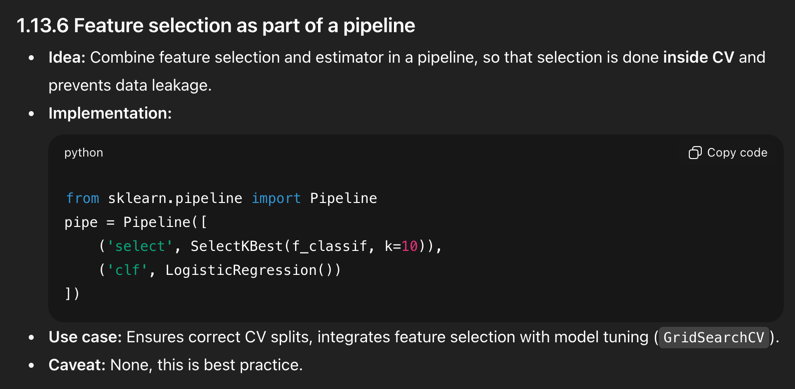 1.13.6 Feature selection as part of a pipeline
• Idea: Combine feature selection and estimator in a pipeline, so that selection is done inside CV and
prevents data leakage.
• Implementation:
python
Copy code
from sklearn.pipeline import Pipeline
pipe = Pipeline([
    ('select', SelectKBest(f_classif, k=10)),
    ('clf', LogisticRegression())
])
• Use case: Ensures correct CV splits, integrates feature selection with model tuning (GridSearchCV).
• Caveat: None, this is best practice.